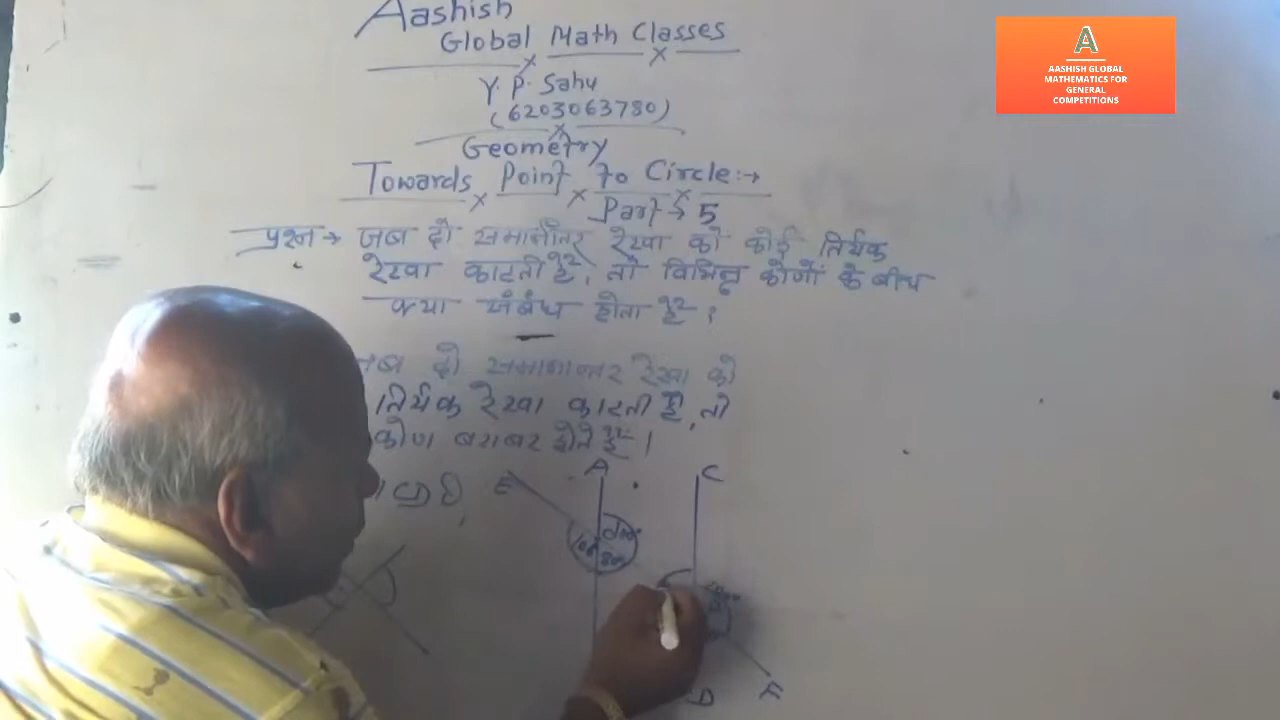 Aashish
Global Math Classes
Y. P. Sahu
(6203063780)
Geometry
Towards Point To Circle:→
Part → 5
प्रश्न → जब दो समानांतर रेखा को कोई तिर्यक
रेखा काटती है, तो विभिन्न कोणों के बीच
क्या संबंध होता है ?
जब दो समानान्तर रेखा को
तिर्यक रेखा काटती है, तो
कोण बराबर होते हैं ।
E
A
C
D
F
A
AASHISH GLOBAL
MATHEMATICS FOR
GENERAL
COMPETITIONS